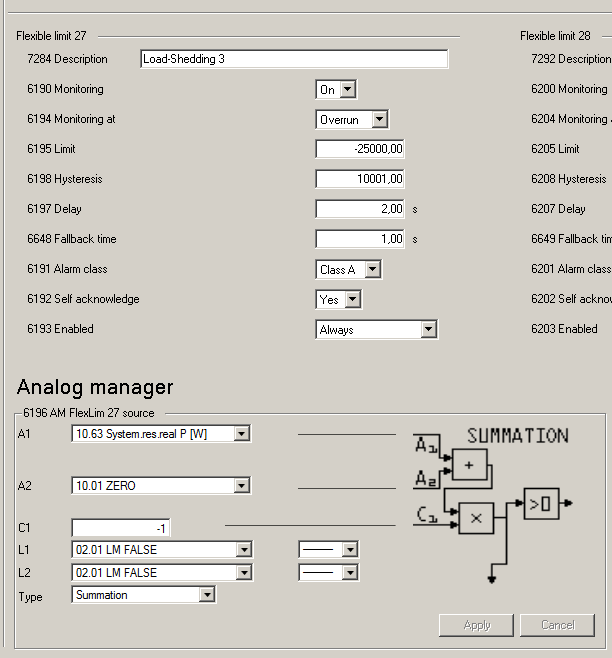 Flexible limit 27
Flexible limit 28
7284 Description Load-Shedding 3
7292 Description
6190 Monitoring On
6200 Monitoring
6194 Monitoring at Overrun
6204 Monitoring
6195 Limit -25000,00
6205 Limit
6198 Hysteresis 10001,00
6208 Hysteresis
6197 Delay 2,00 s
6207 Delay
6648 Fallback time 1,00 s
6649 Fallback tim
6191 Alarm class Class A
6201 Alarm class
6192 Self acknowledge Yes
6202 Self acknow
6193 Enabled Always
6203 Enabled
Analog manager
6196 AM FlexLim 27 source
A1 10.63 System.res.real P [W]
A2 10.01 ZERO
C1 -1
L1 02.01 LM FALSE
L2 02.01 LM FALSE
Type Summation
SUMMATION
A1
+
A2
C1
×
>0
Apply Cancel